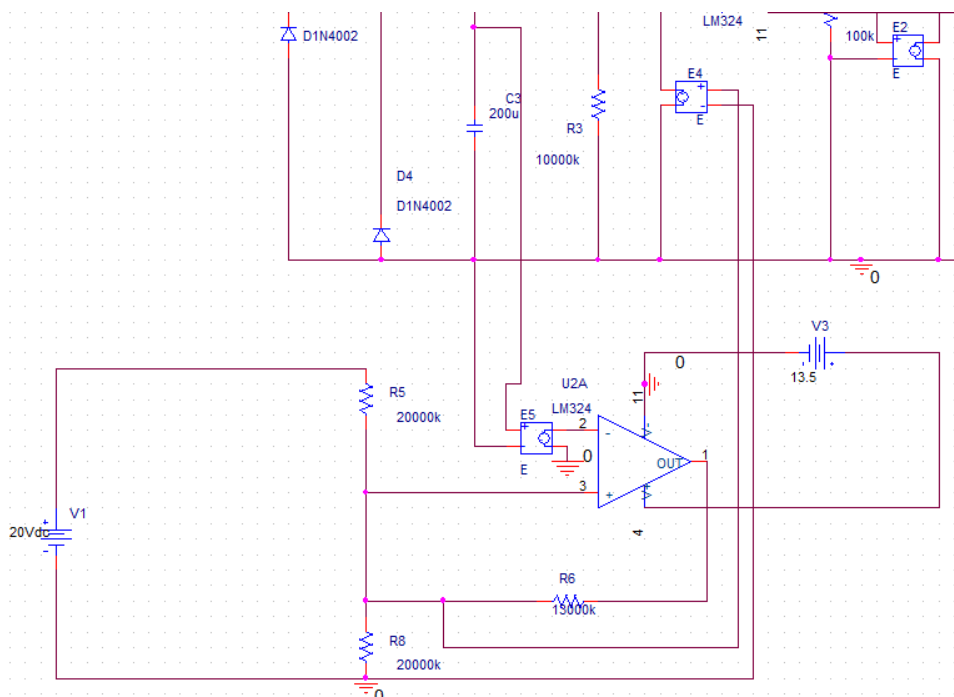 D1N4002
D4
D1N4002
C3
200u
R3
10000k
LM324
11
E4
+
-
E
100k
E2
+
-
E
0
V3
13.5
0
R5
20000k
U2A
LM324
11
V-
E5
+
-
E
2
-
0
3
+
OUT
1
V+
4
V1
20Vdc
+
-
R6
13000k
R8
20000k
0